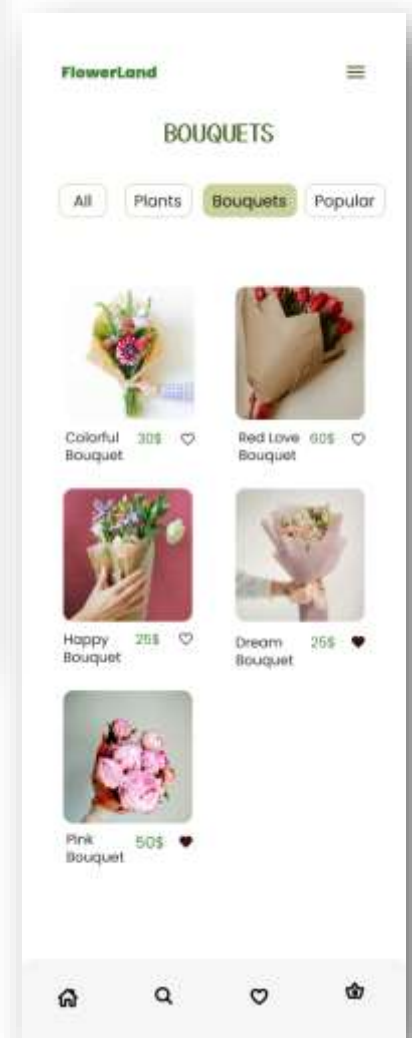 FlowerLand
BOUQUETS
All Plants Bouquets Popular
Colorful 30$
Bouquet
Red Love 60$
Bouquet
Happy 25$
Bouquet
Dream 25$
Bouquet
Pink 50$
Bouquet